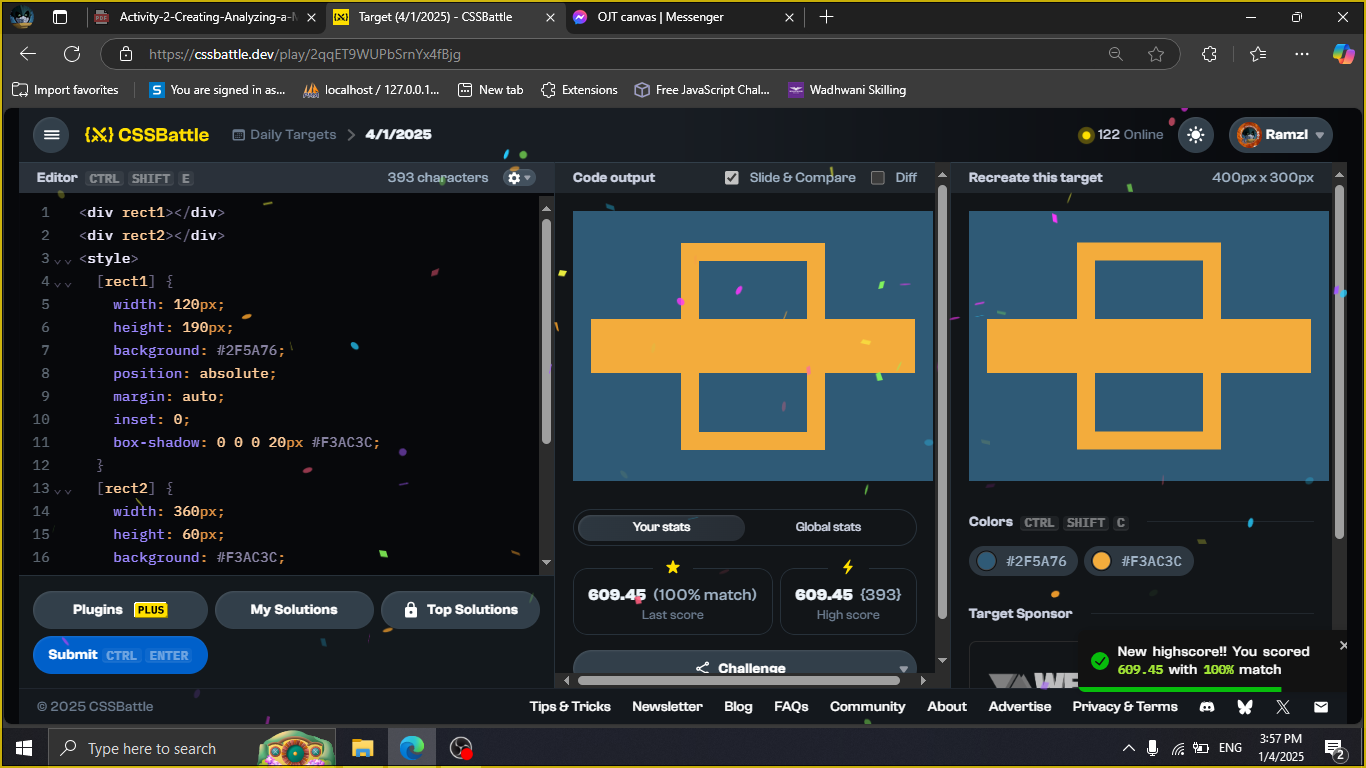 Activity-2-Creating-Analyzing-a-M
Target (4/1/2025) - CSSBattle
OJT canvas | Messenger
https://cssbattle.dev/play/2qqET9WUPbSrnYx4fBjg
Import favorites
You are signed in as...
localhost / 127.0.0.1...
New tab
Extensions
Free JavaScript Chal...
Wadhwani Skilling
CSSBattle
Daily Targets
4/1/2025
122 Online
Ramzl
Editor CTRL SHIFT E
393 characters
Code output
Slide & Compare
Diff
Recreate this target
400px x 300px
1 <div rect1></div>
2 <div rect2></div>
3 <style>
4 [rect1] {
5 width: 120px;
6 height: 190px;
7 background: #2F5A76;
8 position: absolute;
9 margin: auto;
10 inset: 0;
11 box-shadow: 0 0 0 20px #F3AC3C;
12 }
13 [rect2] {
14 width: 360px;
15 height: 60px;
16 background: #F3AC3C;
Your stats
Global stats
609.45 (100% match)
Last score
609.45 {393}
High score
Challenge
Colors CTRL SHIFT C
#2F5A76
#F3AC3C
Target Sponsor
Plugins PLUS
My Solutions
Top Solutions
Submit CTRL ENTER
New highscore!! You scored
609.45 with 100% match
© 2025 CSSBattle
Tips & Tricks
Newsletter
Blog
FAQs
Community
About
Advertise
Privacy & Terms
Type here to search
ENG
3:57 PM
1/4/2025
2